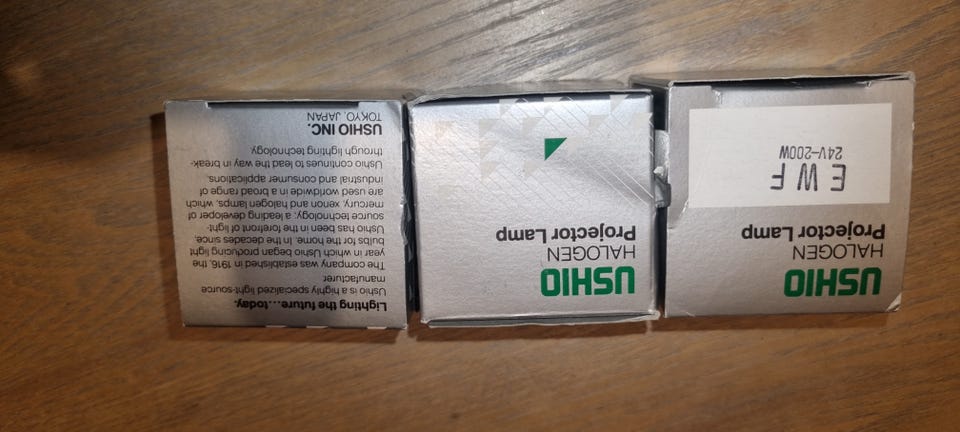 USHIO
HALOGEN
Projector Lamp
E W F
24V-200W
USHIO
HALOGEN
Projector Lamp
Lighting the future....today.
Ushio is a highly specialized light-source
manufacturer
The company was established in 1916, the
year in which Ushio began producing light
bulbs for the home. In the decades since,
Ushio has been in the forefront of light-
source technology, a leading developer of
mercury, xenon and halogen lamps, which
are used worldwide in a broad range of
industrial and consumer applications.
Ushio continues to lead the way in break-
through lighting technology.
USHIO INC.
TOKYO, JAPAN